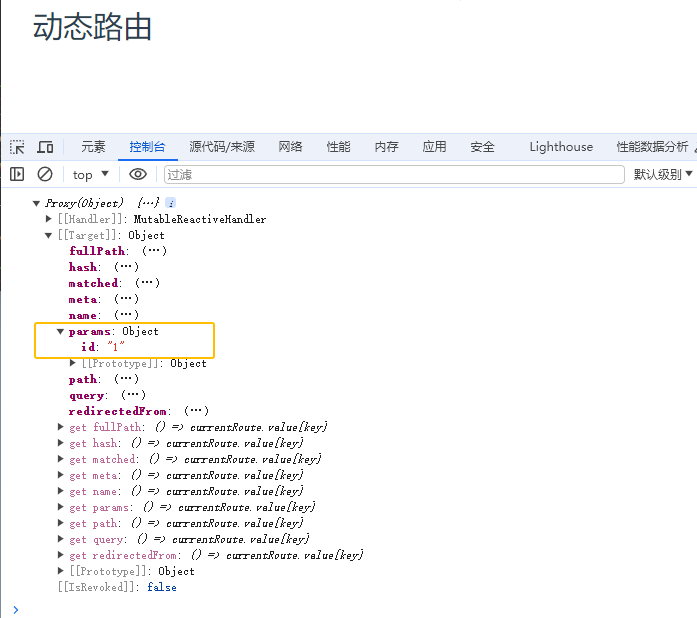 动态路由
元素 控制台 源代码/来源 网络 性能 内存 应用 安全 Lighthouse 性能数据分析
top ▼ 过滤 默认级别 ▼
▼ Proxy(Object) {⋯} i
▶ [[Handler]]: MutableReactiveHandler
▼ [[Target]]: Object
fullPath: (⋯)
hash: (⋯)
matched: (⋯)
meta: (⋯)
name: (⋯)
▼ params: Object
id: "1"
▶ [[Prototype]]: Object
path: (⋯)
query: (⋯)
redirectedFrom: (⋯)
▶ get fullPath: () => currentRoute.value[key]
▶ get hash: () => currentRoute.value[key]
▶ get matched: () => currentRoute.value[key]
▶ get meta: () => currentRoute.value[key]
▶ get name: () => currentRoute.value[key]
▶ get params: () => currentRoute.value[key]
▶ get path: () => currentRoute.value[key]
▶ get query: () => currentRoute.value[key]
▶ get redirectedFrom: () => currentRoute.value[key]
▶ [[Prototype]]: Object
[[IsRevoked]]: false
>